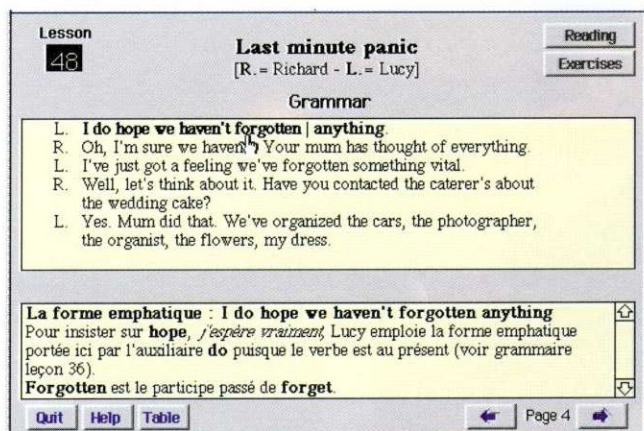 Lesson
48
Last minute panic
[R.= Richard - L.= Lucy]
Reading
Exercises
Grammar
L. I do hope we haven't forgotten | anything.
R. Oh, I'm sure we haven't Your mum has thought of everything.
L. I've just got a feeling we've forgotten something vital.
R. Well, let's think about it. Have you contacted the caterer's about
the wedding cake?
L. Yes. Mum did that. We've organized the cars, the photographer,
the organist, the flowers, my dress.
La forme emphatique : I do hope we haven't forgotten anything
Pour insister sur hope, j'espère vraiment, Lucy emploie la forme emphatique
portée ici par l'auxiliaire do puisque le verbe est au présent (voir grammaire
leçon 36).
Forgotten est le participe passé de forget.
Quit
Help
Table
Page 4